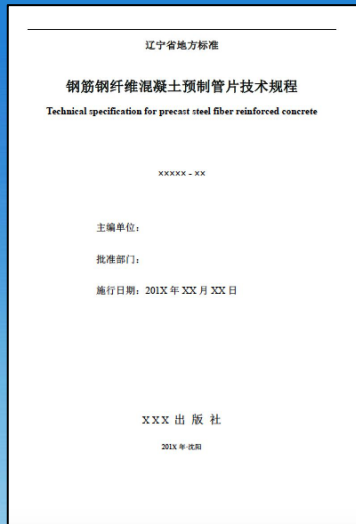 辽宁省地方标准
钢筋钢纤维混凝土预制管片技术规程
Technical specification for precast steel fiber reinforced concrete
xxxxx - xx
主编单位：
批准部门：
施行日期：201X 年 XX 月 XX 日
XXX 出 版 社
201X 年·沈阳